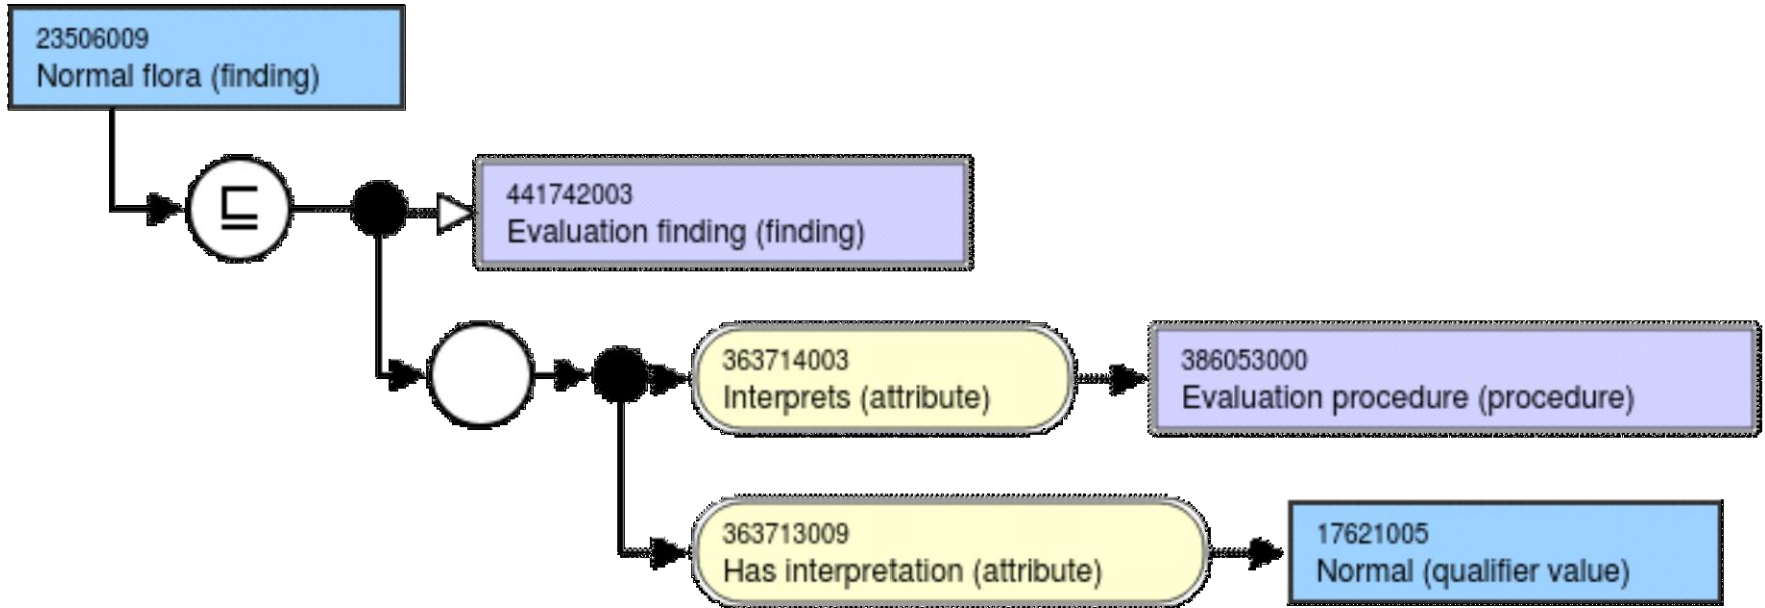 23506009
Normal flora (finding)
⊑
441742003
Evaluation finding (finding)
363714003
Interprets (attribute)
386053000
Evaluation procedure (procedure)
363713009
Has interpretation (attribute)
17621005
Normal (qualifier value)